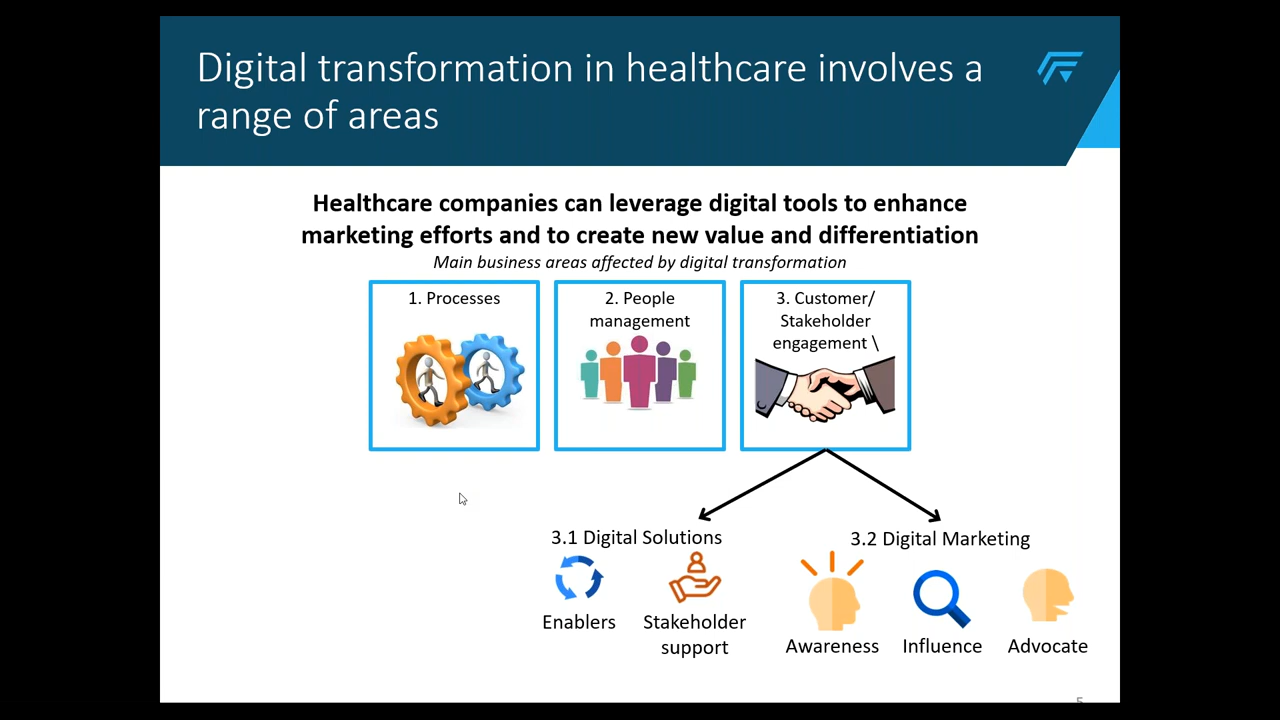 Digital transformation in healthcare involves a
range of areas
Healthcare companies can leverage digital tools to enhance
marketing efforts and to create new value and differentiation
Main business areas affected by digital transformation
1. Processes
2. People
management
3. Customer/
Stakeholder
engagement \
3.1 Digital Solutions
Enablers
Stakeholder
support
3.2 Digital Marketing
Awareness
Influence
Advocate
5